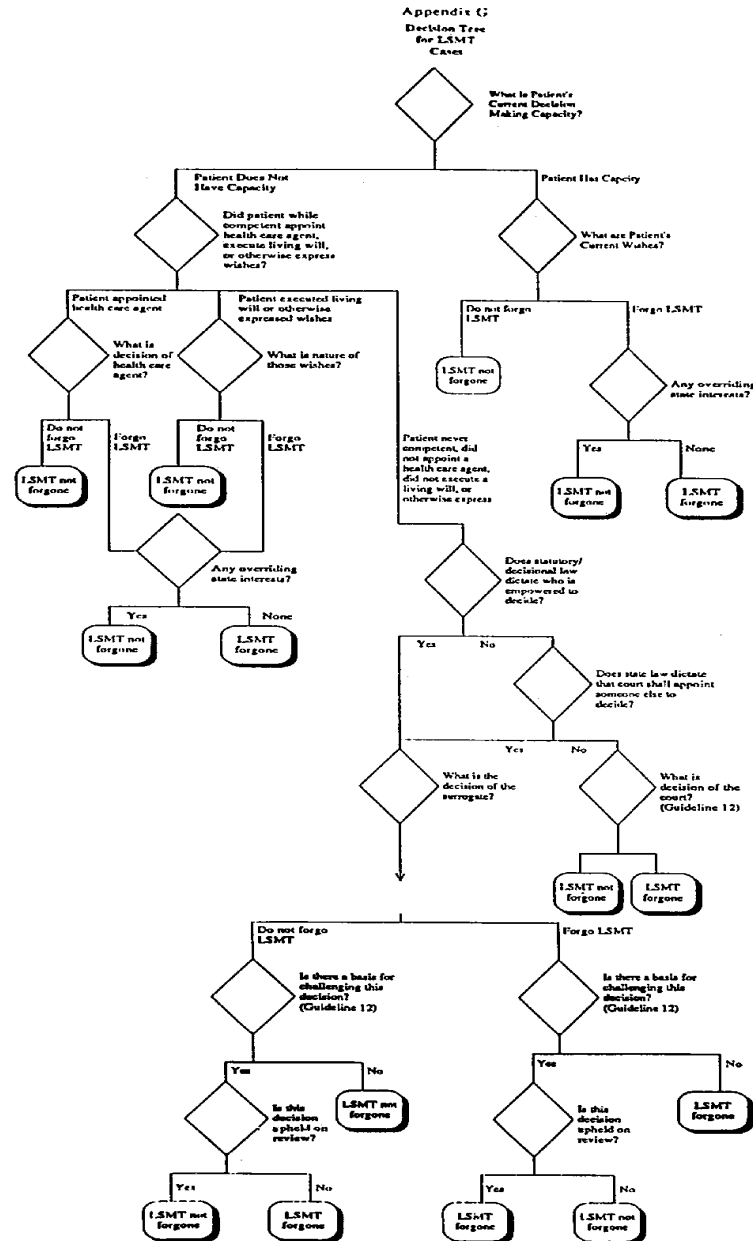 Appendix G
Decision Tree
for LSMT
Cases
What is Patient's
Current Decision
Making Capacity?
Patient Does Not
Have Capacity
Patient Has Capcity
Did patient while
competent appoint
health care agent,
execute living will,
or otherwise express
wishes?
What are Patient's
Current Wishes?
Patient appointed
health care agent
Patient executed living
will or otherwise
expressed wishes
Do not forgo
LSMT
Forgo LSMT
What is
decision of
health care
agent?
What is nature of
those wishes?
LSMT not
forgone
Any overriding
state interests?
Do not
forgo
LSMT
Forgo
LSMT
Do not
forgo
LSMT
Forgo
LSMT
Patient never
competent, did
not appoint a
health care agent,
did not execute a
living will, or
otherwise express
Yes
None
LSMT not
forgone
LSMT not
forgone
LSMT not
forgone
LSMT
forgone
Any overriding
state interests?
Does statutory/
decisional law
dictate who is
empowered to
decide?
Yes
None
LSMT not
forgone
LSMT
forgone
Yes
No
Does state law dictate
that court shall appoint
someone else to
decide?
Yes
No
What is the
decision of the
surrogate?
What is
decision of the
court?
(Guideline 12)
LSMT not
forgone
LSMT
forgone
Do not forgo
LSMT
Forgo LSMT
Is there a basis for
challenging this
decision?
(Guideline 12)
Is there a basis for
challenging this
decision?
(Guideline 12)
Yes
No
Yes
No
LSMT not
forgone
LSMT
forgone
Is this
decision
upheld on
review?
Is this
decision
upheld on
review?
Yes
No
Yes
No
LSMT not
forgone
LSMT
forgone
LSMT
forgone
LSMT not
forgone